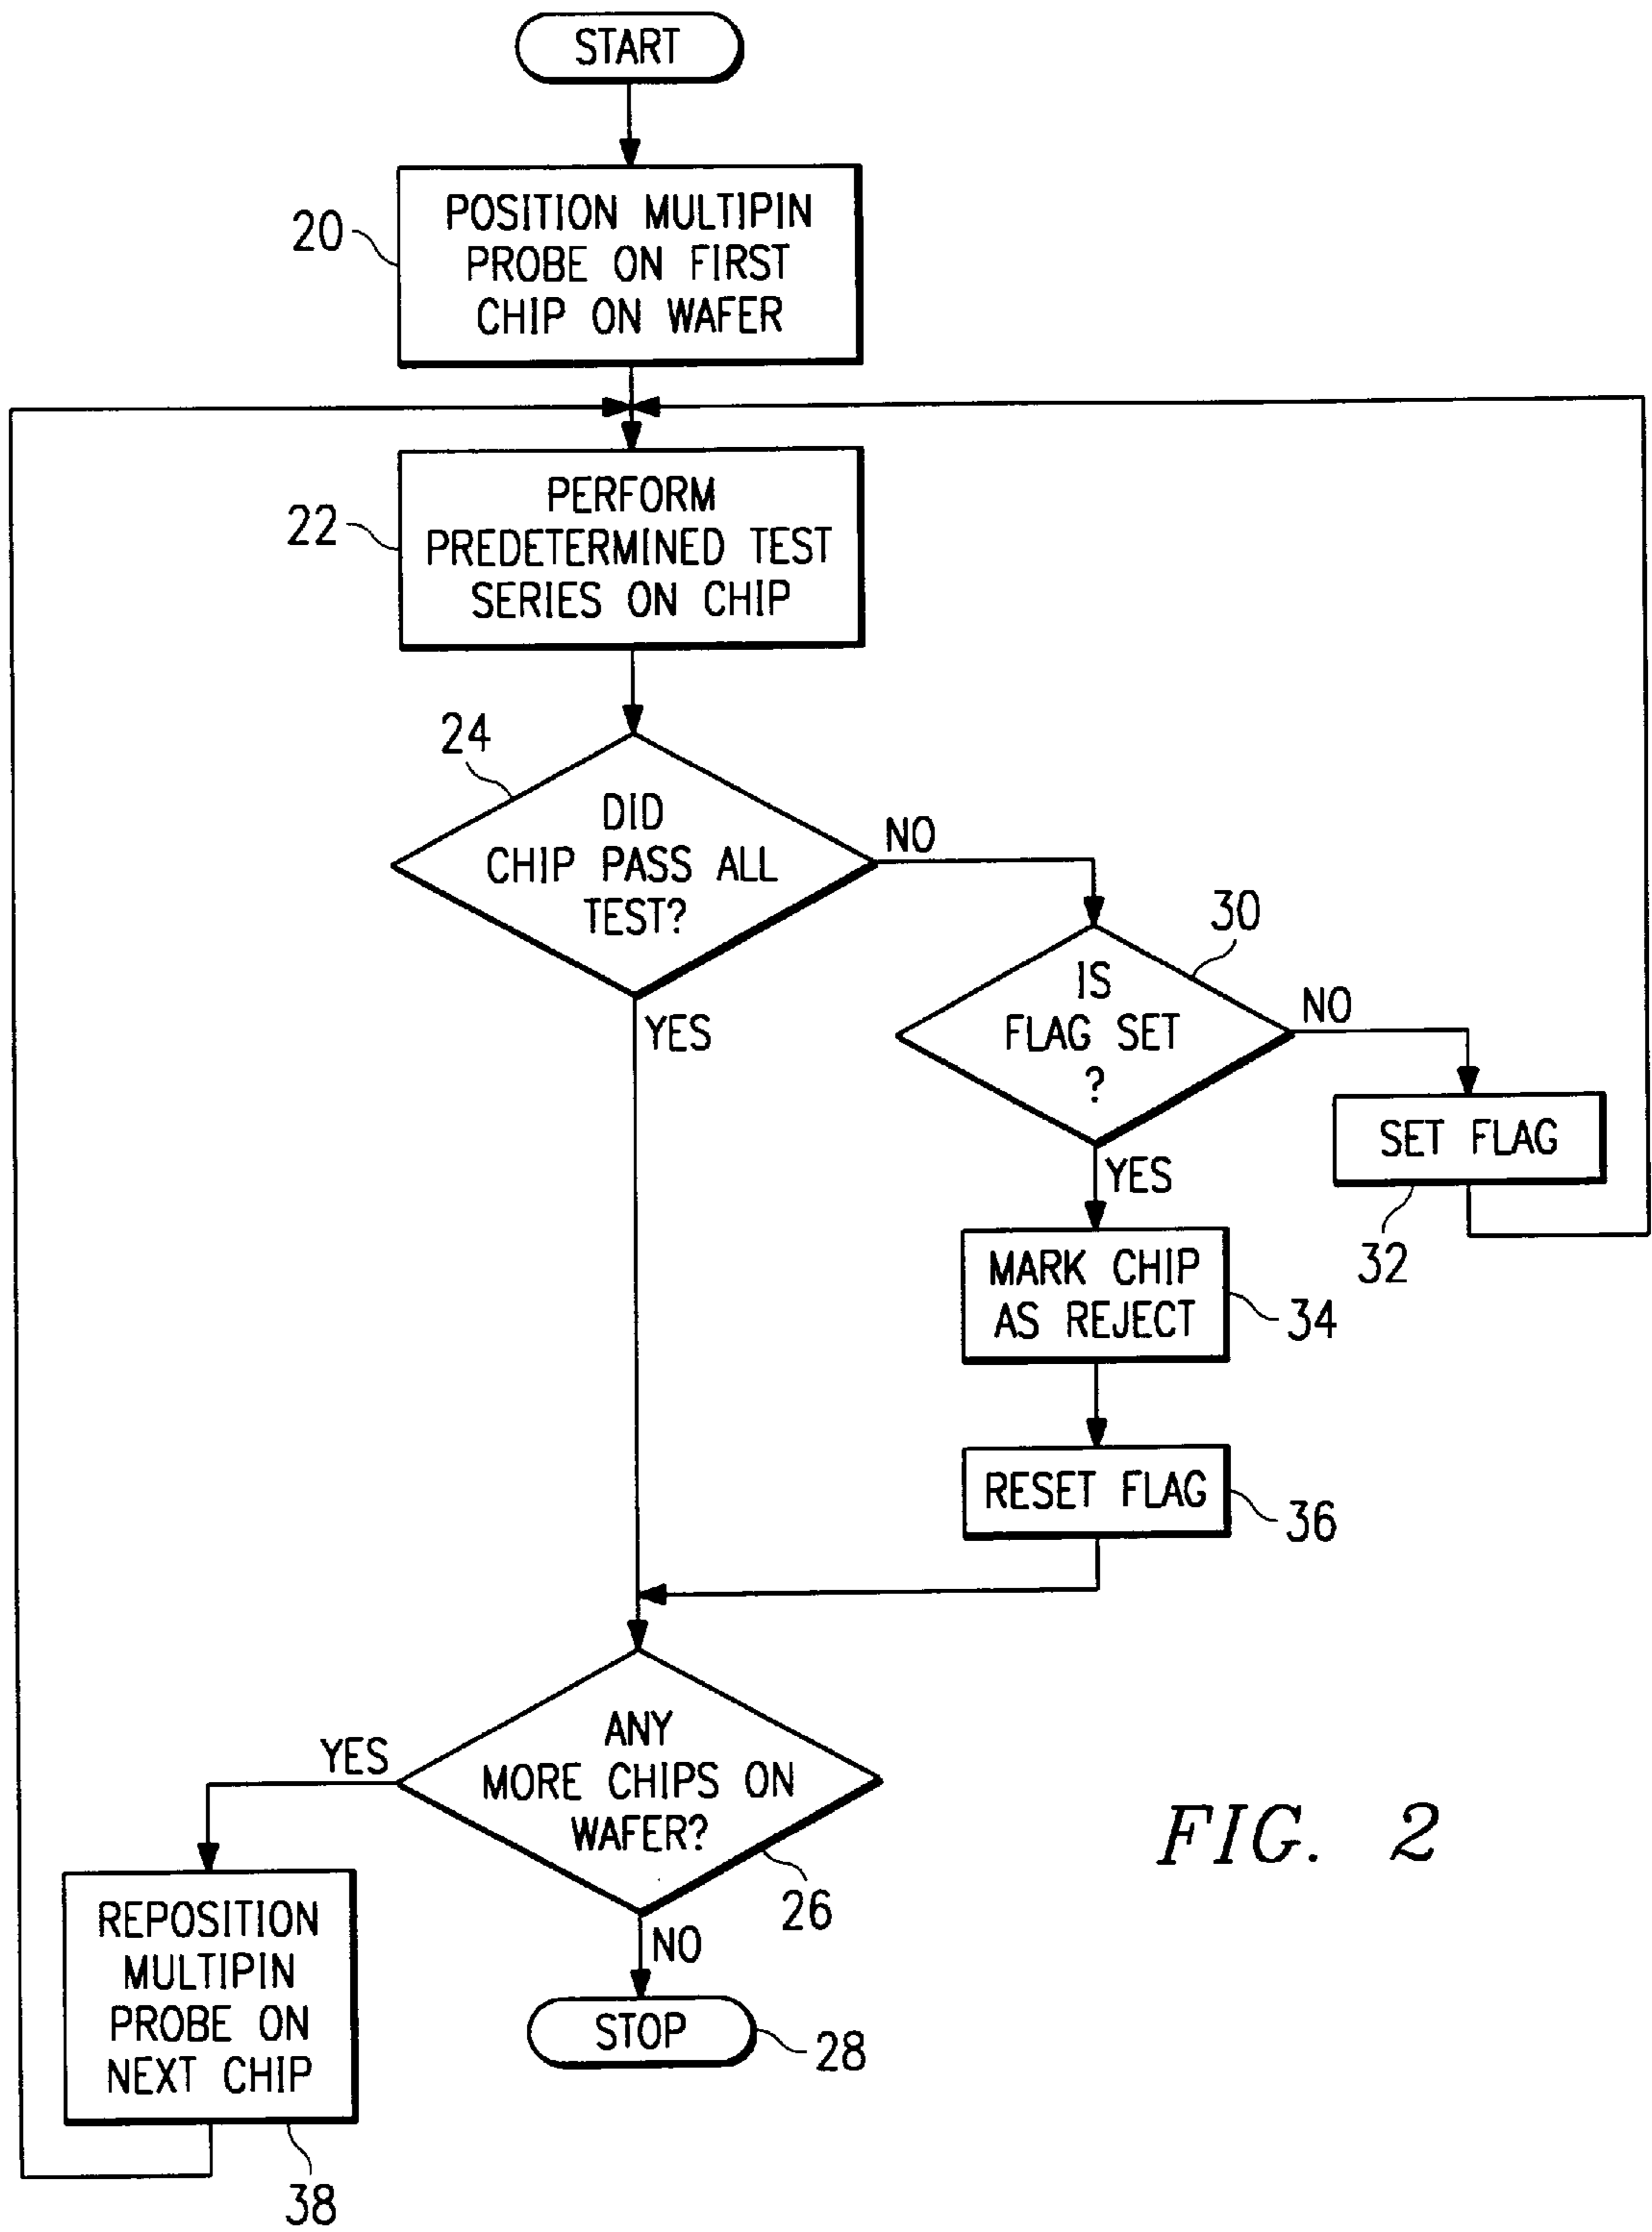 START
20
POSITION MULTIPIN
PROBE ON FIRST
CHIP ON WAFER
22
PERFORM
PREDETERMINED TEST
SERIES ON CHIP
24
DID
CHIP PASS ALL
TEST?
NO
YES
30
IS
FLAG SET
?
NO
YES
SET FLAG
32
MARK CHIP
AS REJECT
34
RESET FLAG
36
ANY
MORE CHIPS ON
WAFER?
26
YES
NO
REPOSITION
MULTIPIN
PROBE ON
NEXT CHIP
38
STOP
28
FIG. 2